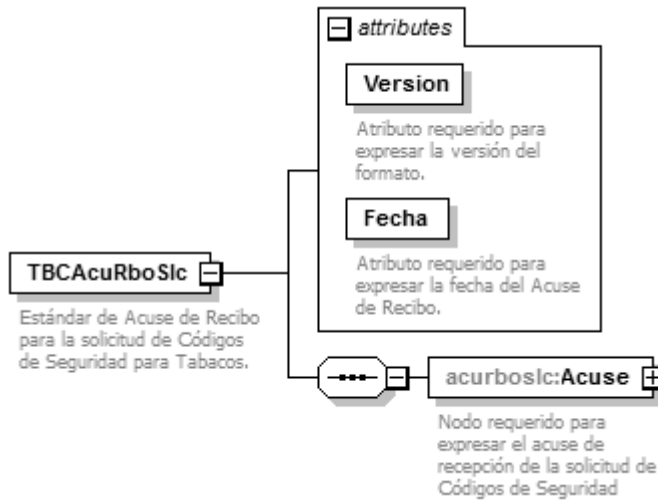 attributes
Version
Atributo requerido para
expresar la versión del
formato.
Fecha
Atributo requerido para
expresar la fecha del Acuse
de Recibo.
TBCAcuRboSlc
Estándar de Acuse de Recibo
para la solicitud de Códigos
de Seguridad para Tabacos.
acurboslc:Acuse
Nodo requerido para
expresar el acuse de
recepción de la solicitud de
Códigos de Seguridad